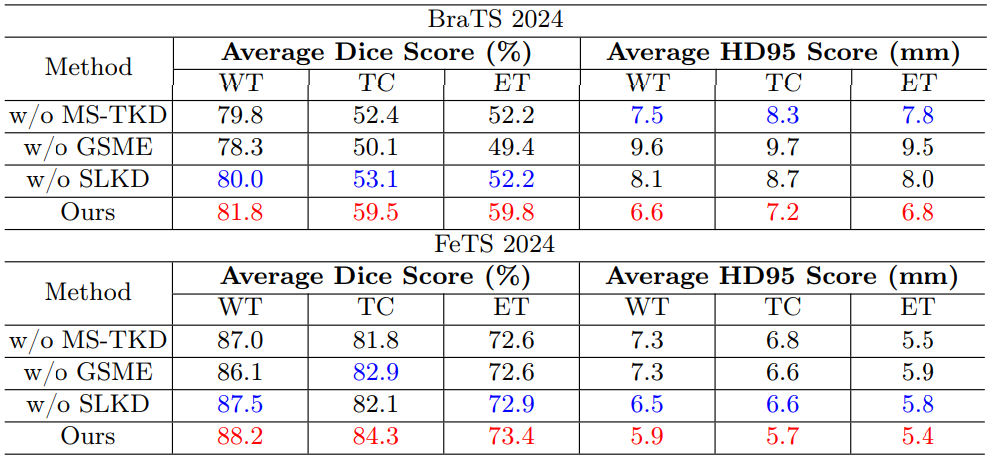 BraTS 2024
Method Average Dice Score (%) Average HD95 Score (mm)
WT TC ET WT TC ET
w/o MS-TKD 79.8 52.4 52.2 7.5 8.3 7.8
w/o GSME 78.3 50.1 49.4 9.6 9.7 9.5
w/o SLKD 80.0 53.1 52.2 8.1 8.7 8.0
Ours 81.8 59.5 59.8 6.6 7.2 6.8
FeTS 2024
Method Average Dice Score (%) Average HD95 Score (mm)
WT TC ET WT TC ET
w/o MS-TKD 87.0 81.8 72.6 7.3 6.8 5.5
w/o GSME 86.1 82.9 72.6 7.3 6.6 5.9
w/o SLKD 87.5 82.1 72.9 6.5 6.6 5.8
Ours 88.2 84.3 73.4 5.9 5.7 5.4